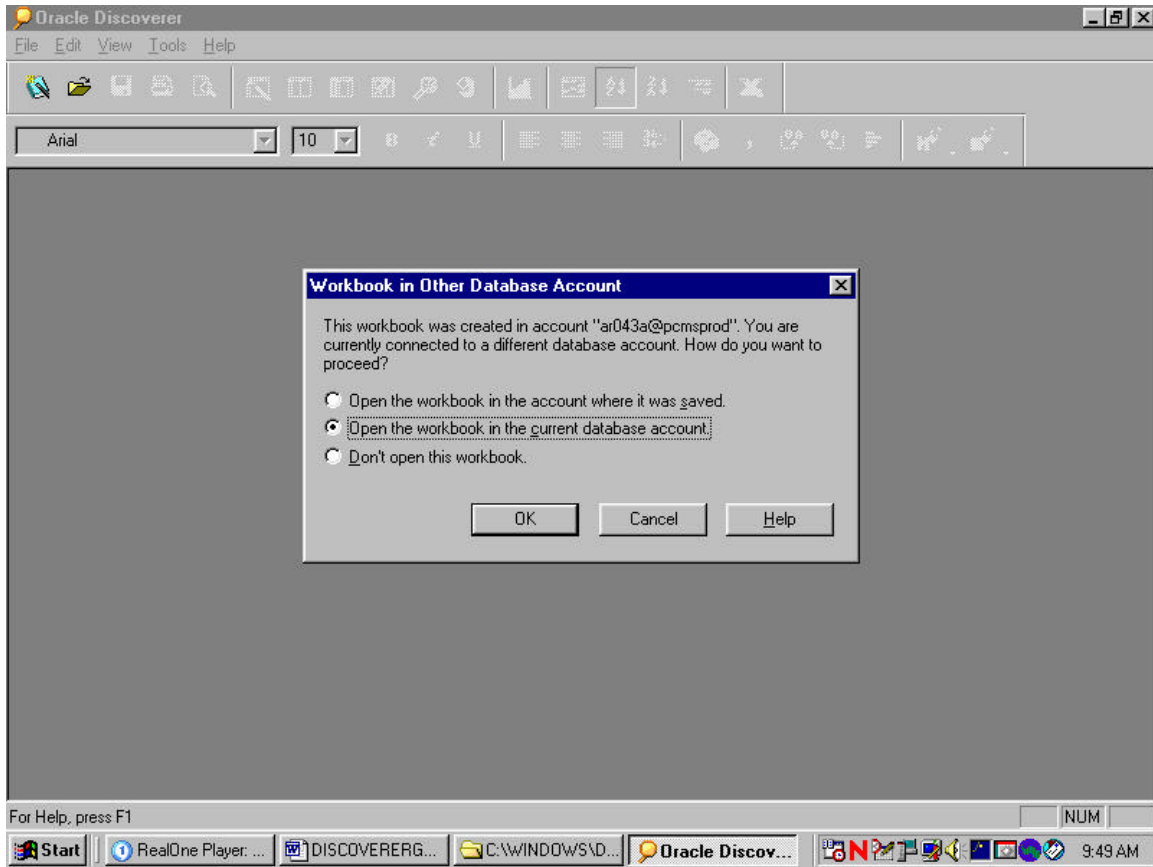 Oracle Discoverer
File Edit View Tools Help
Arial 10
Workbook in Other Database Account
This workbook was created in account "ar043a@pcmsprod". You are
currently connected to a different database account. How do you want to
proceed?
Open the workbook in the account where it was saved.
Open the workbook in the current database account.
Don't open this workbook.
OK Cancel Help
For Help, press F1 NUM
Start RealOne Player: ... DISCOVERERG... C:\WINDOWS\D... Oracle Discov... 9:49 AM